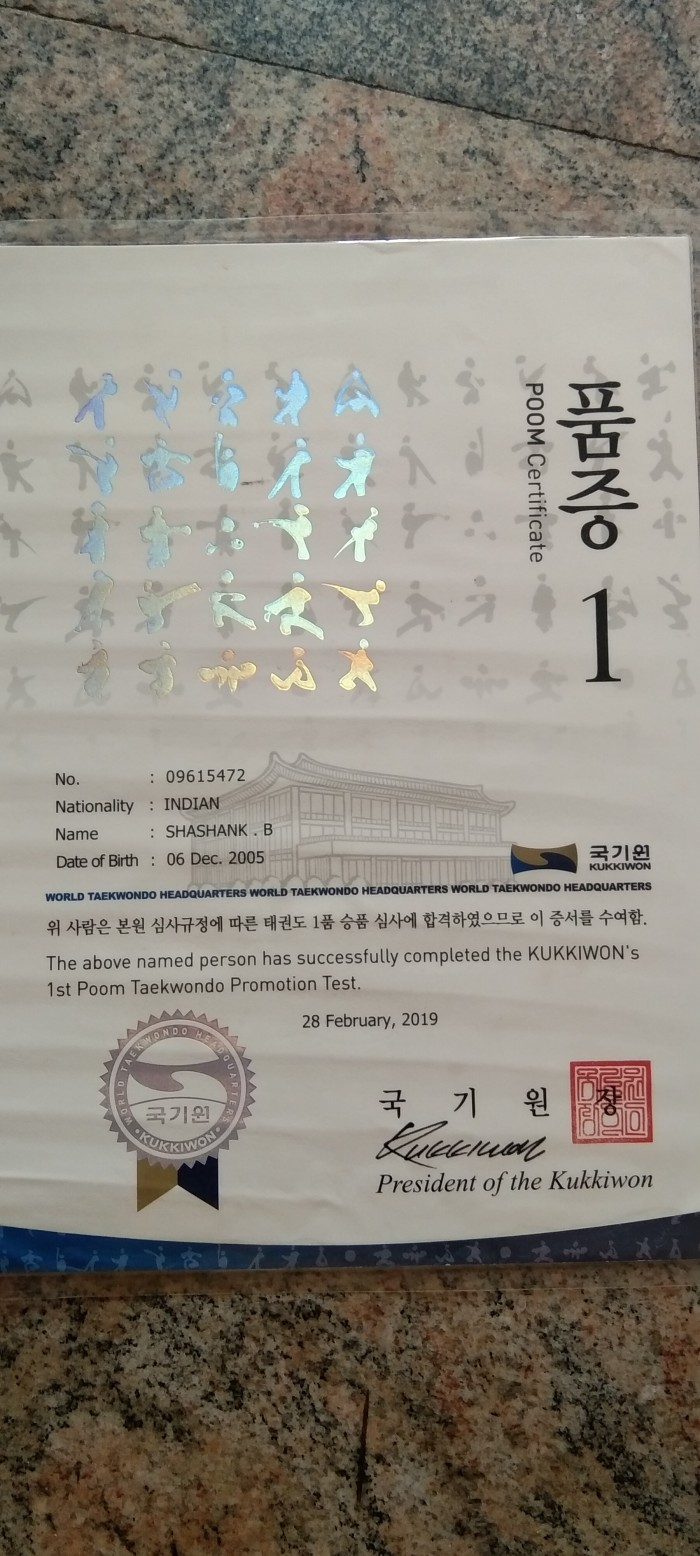 품증 1
POOM Certificate
No. : 09615472
Nationality : INDIAN
Name : SHASHANK . B
Date of Birth : 06 Dec. 2005
국기원
KUKKIWON
WORLD TAEKWONDO HEADQUARTERS WORLD TAEKWONDO HEADQUARTERS WORLD TAEKWONDO HEADQUARTERS
위 사람은 본원 심사규정에 따른 태권도 1품 승품 심사에 합격하였으므로 이 증서를 수여함.
The above named person has successfully completed the KUKKIWON's
1st Poom Taekwondo Promotion Test.
28 February, 2019
WORLD TAEKWONDO HEADQUARTERS
국기원
•KUKKIWON•
국 기 원 장
Kukkiwon
President of the Kukkiwon